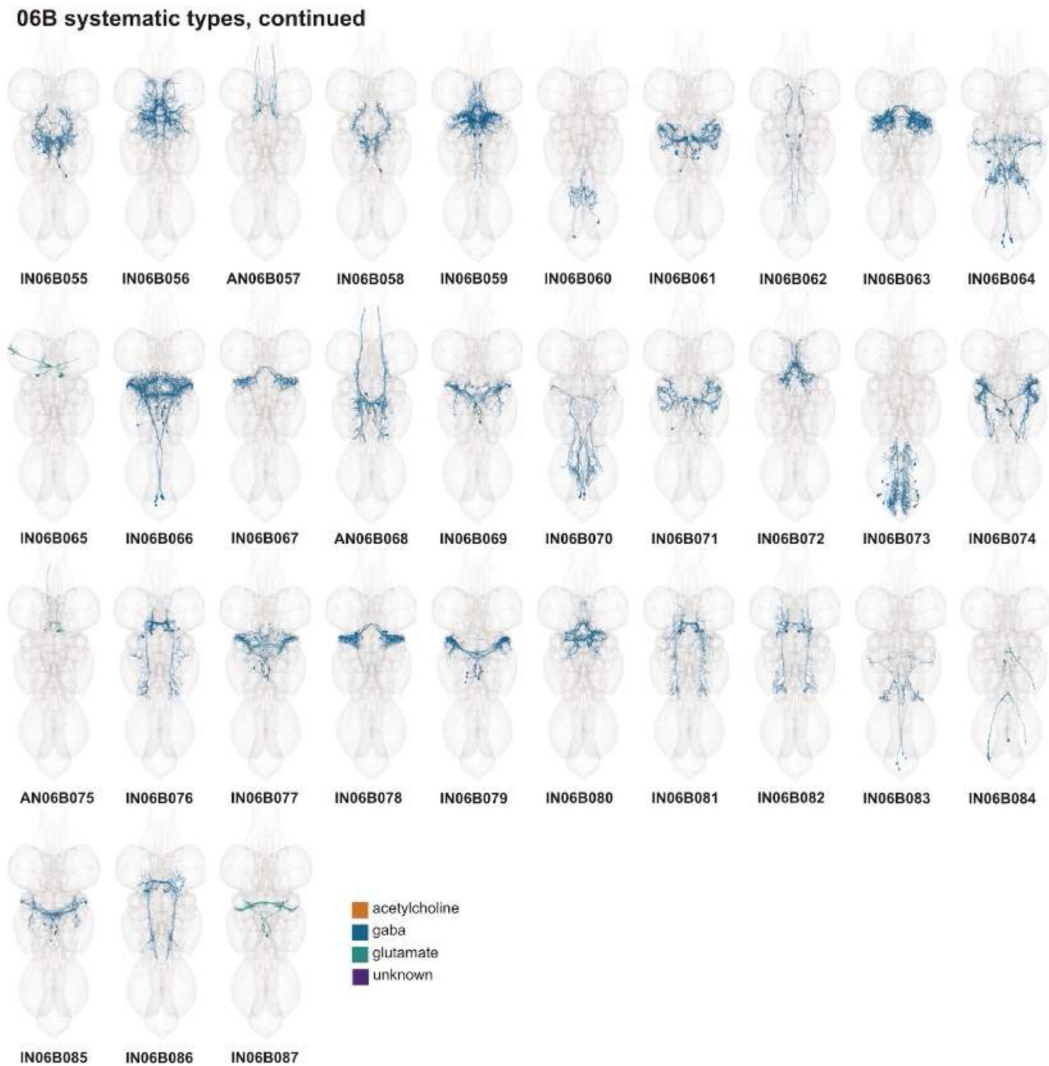 06B systematic types, continued
IN06B055 IN06B056 AN06B057 IN06B058 IN06B059 IN06B060 IN06B061 IN06B062 IN06B063 IN06B064
IN06B065 IN06B066 IN06B067 AN06B068 IN06B069 IN06B070 IN06B071 IN06B072 IN06B073 IN06B074
AN06B075 IN06B076 IN06B077 IN06B078 IN06B079 IN06B080 IN06B081 IN06B082 IN06B083 IN06B084
acetylcholine
gaba
glutamate
unknown
IN06B085 IN06B086 IN06B087